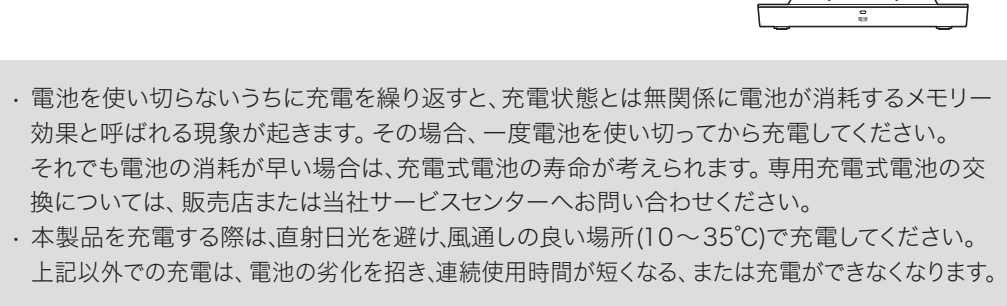 電池
・電池を使い切らないうちに充電を繰り返すと、充電状態とは無関係に電池が消耗するメモリー
効果と呼ばれる現象が起きます。その場合、一度電池を使い切ってから充電してください。
それでも電池の消耗が早い場合は、充電式電池の寿命が考えられます。専用充電式電池の交
換については、販売店または当社サービスセンターへお問い合わせください。
・本製品を充電する際は、直射日光を避け、風通しの良い場所(10～35℃)で充電してください。
上記以外での充電は、電池の劣化を招き、連続使用時間が短くなる、または充電ができなくなります。